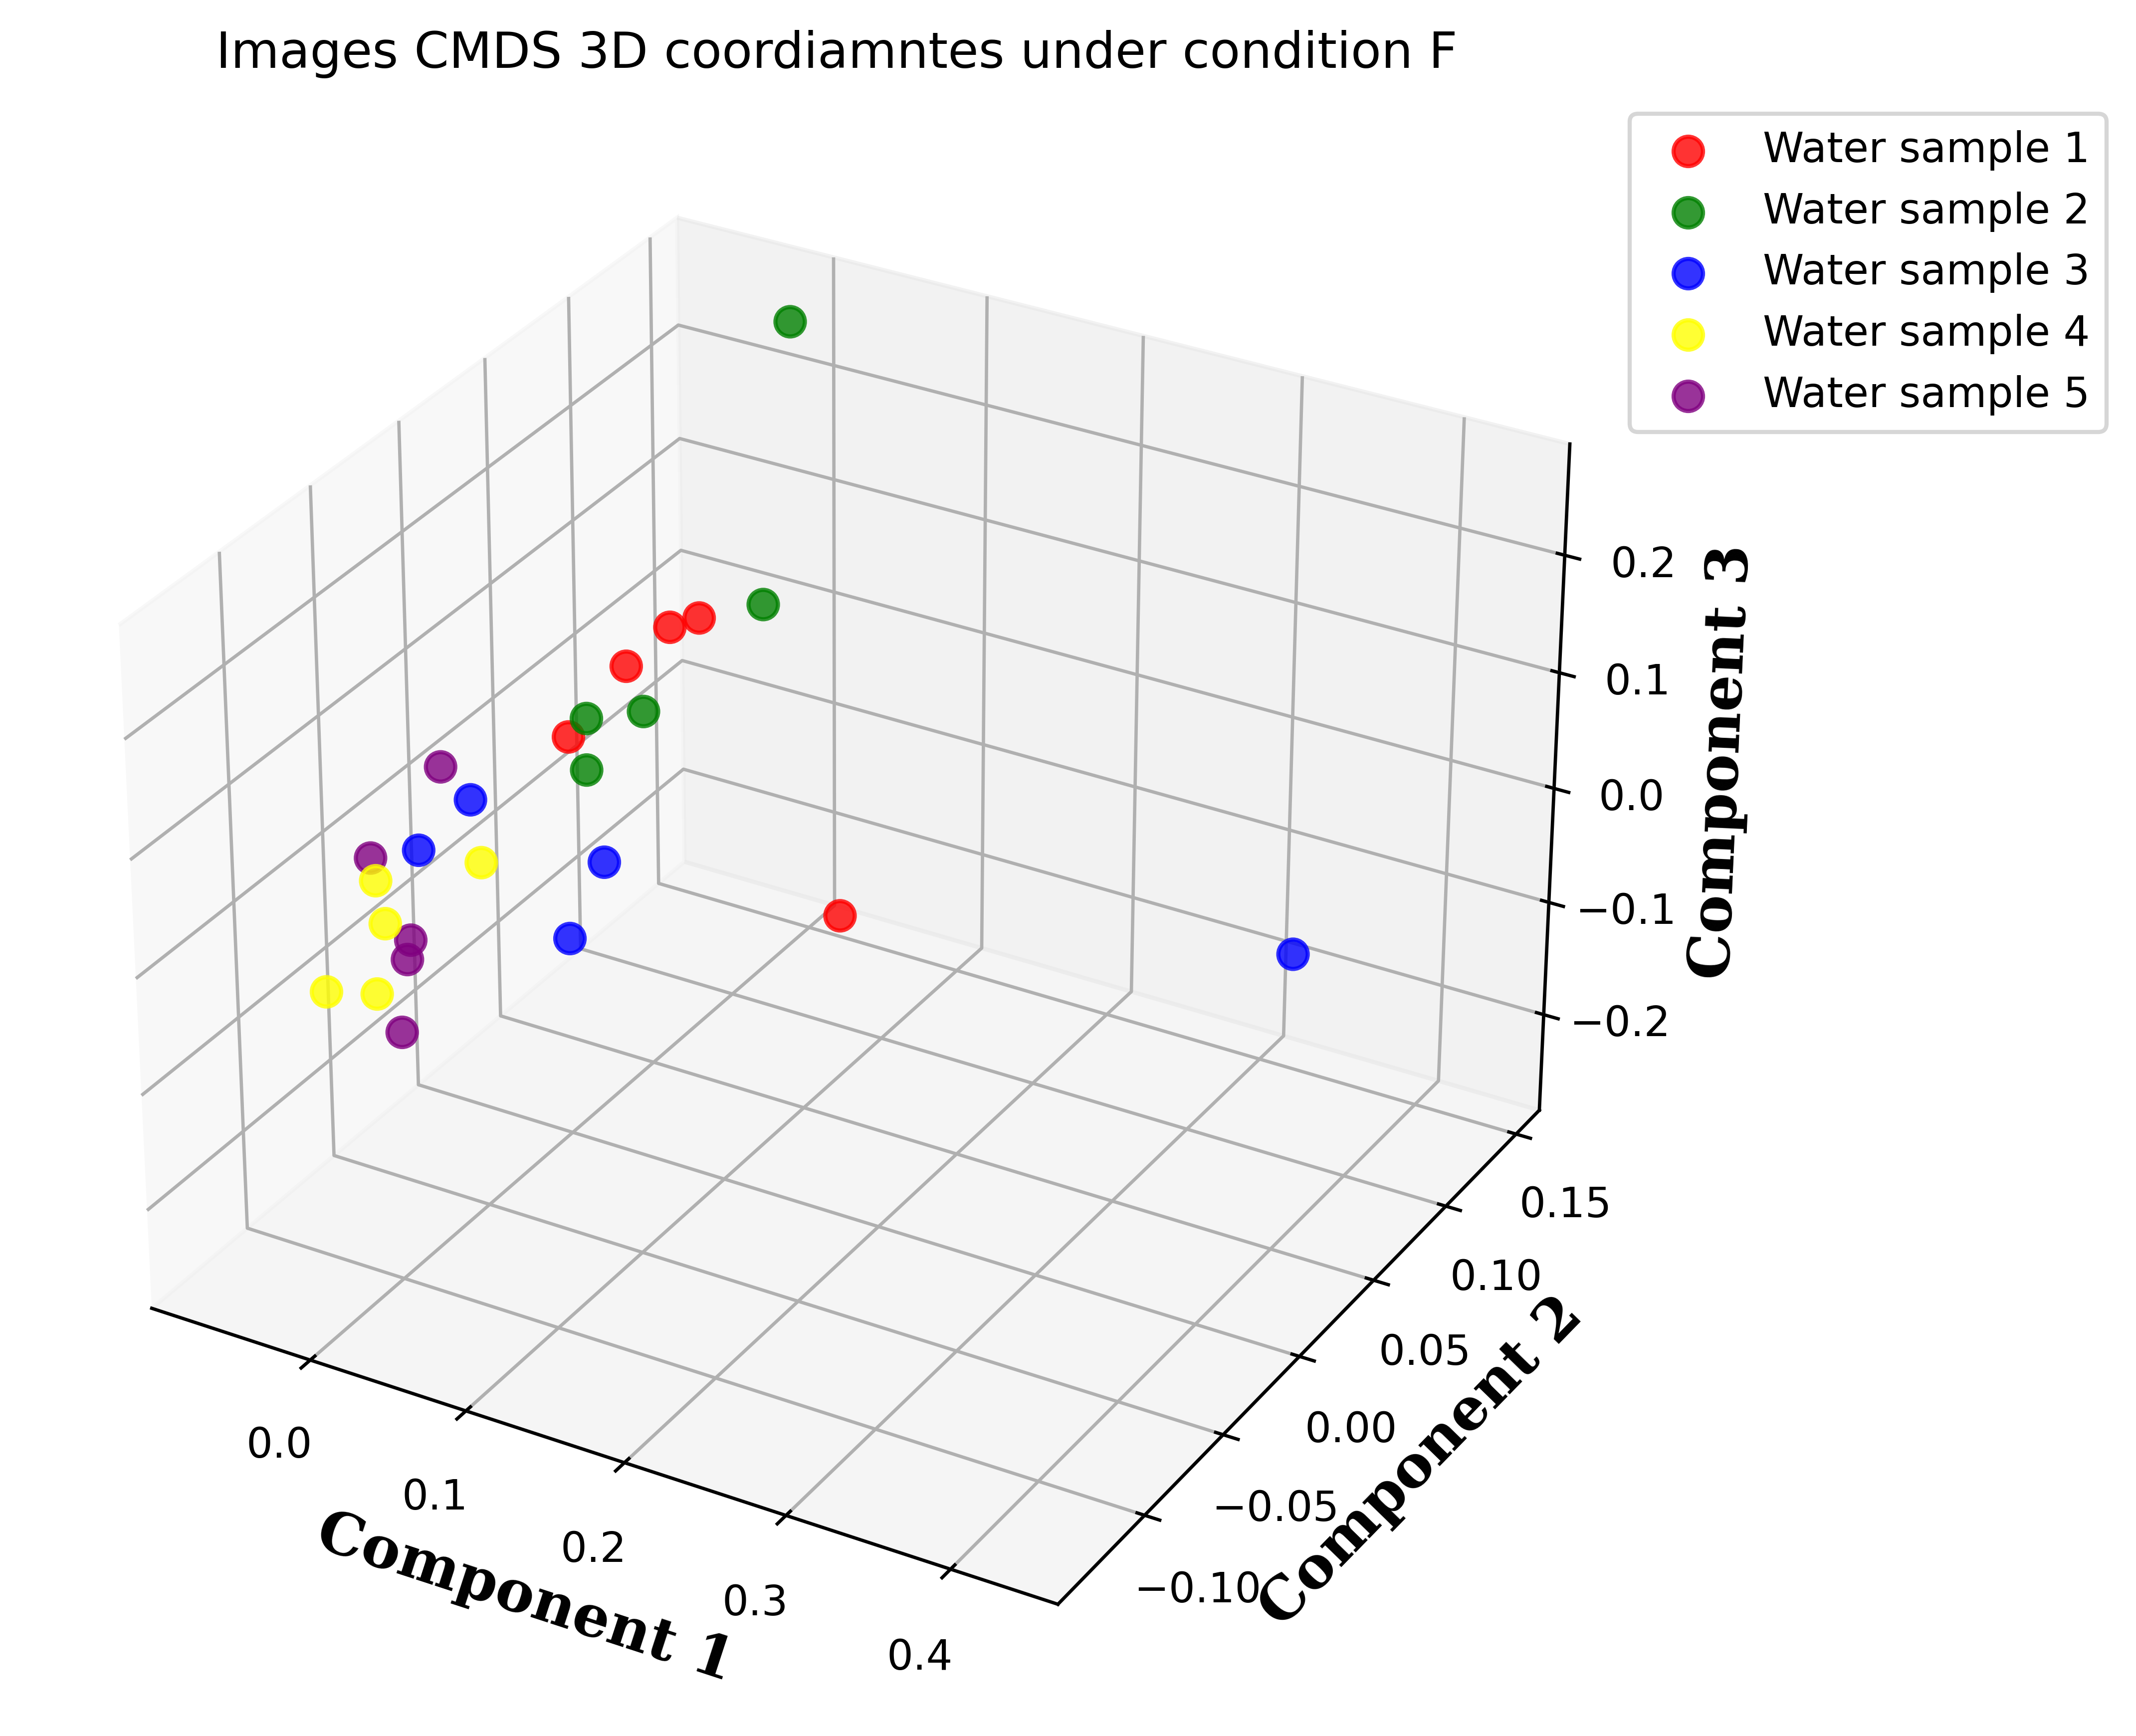 Images CMDS 3D coordiamntes under condition F
Water sample 1
Water sample 2
Water sample 3
Water sample 4
Water sample 5
0.2
0.1
0.0
−0.1
−0.2
Component 3
0.15
0.10
0.05
0.00
−0.05
−0.10
Component 2
0.0
0.1
0.2
0.3
0.4
Component 1